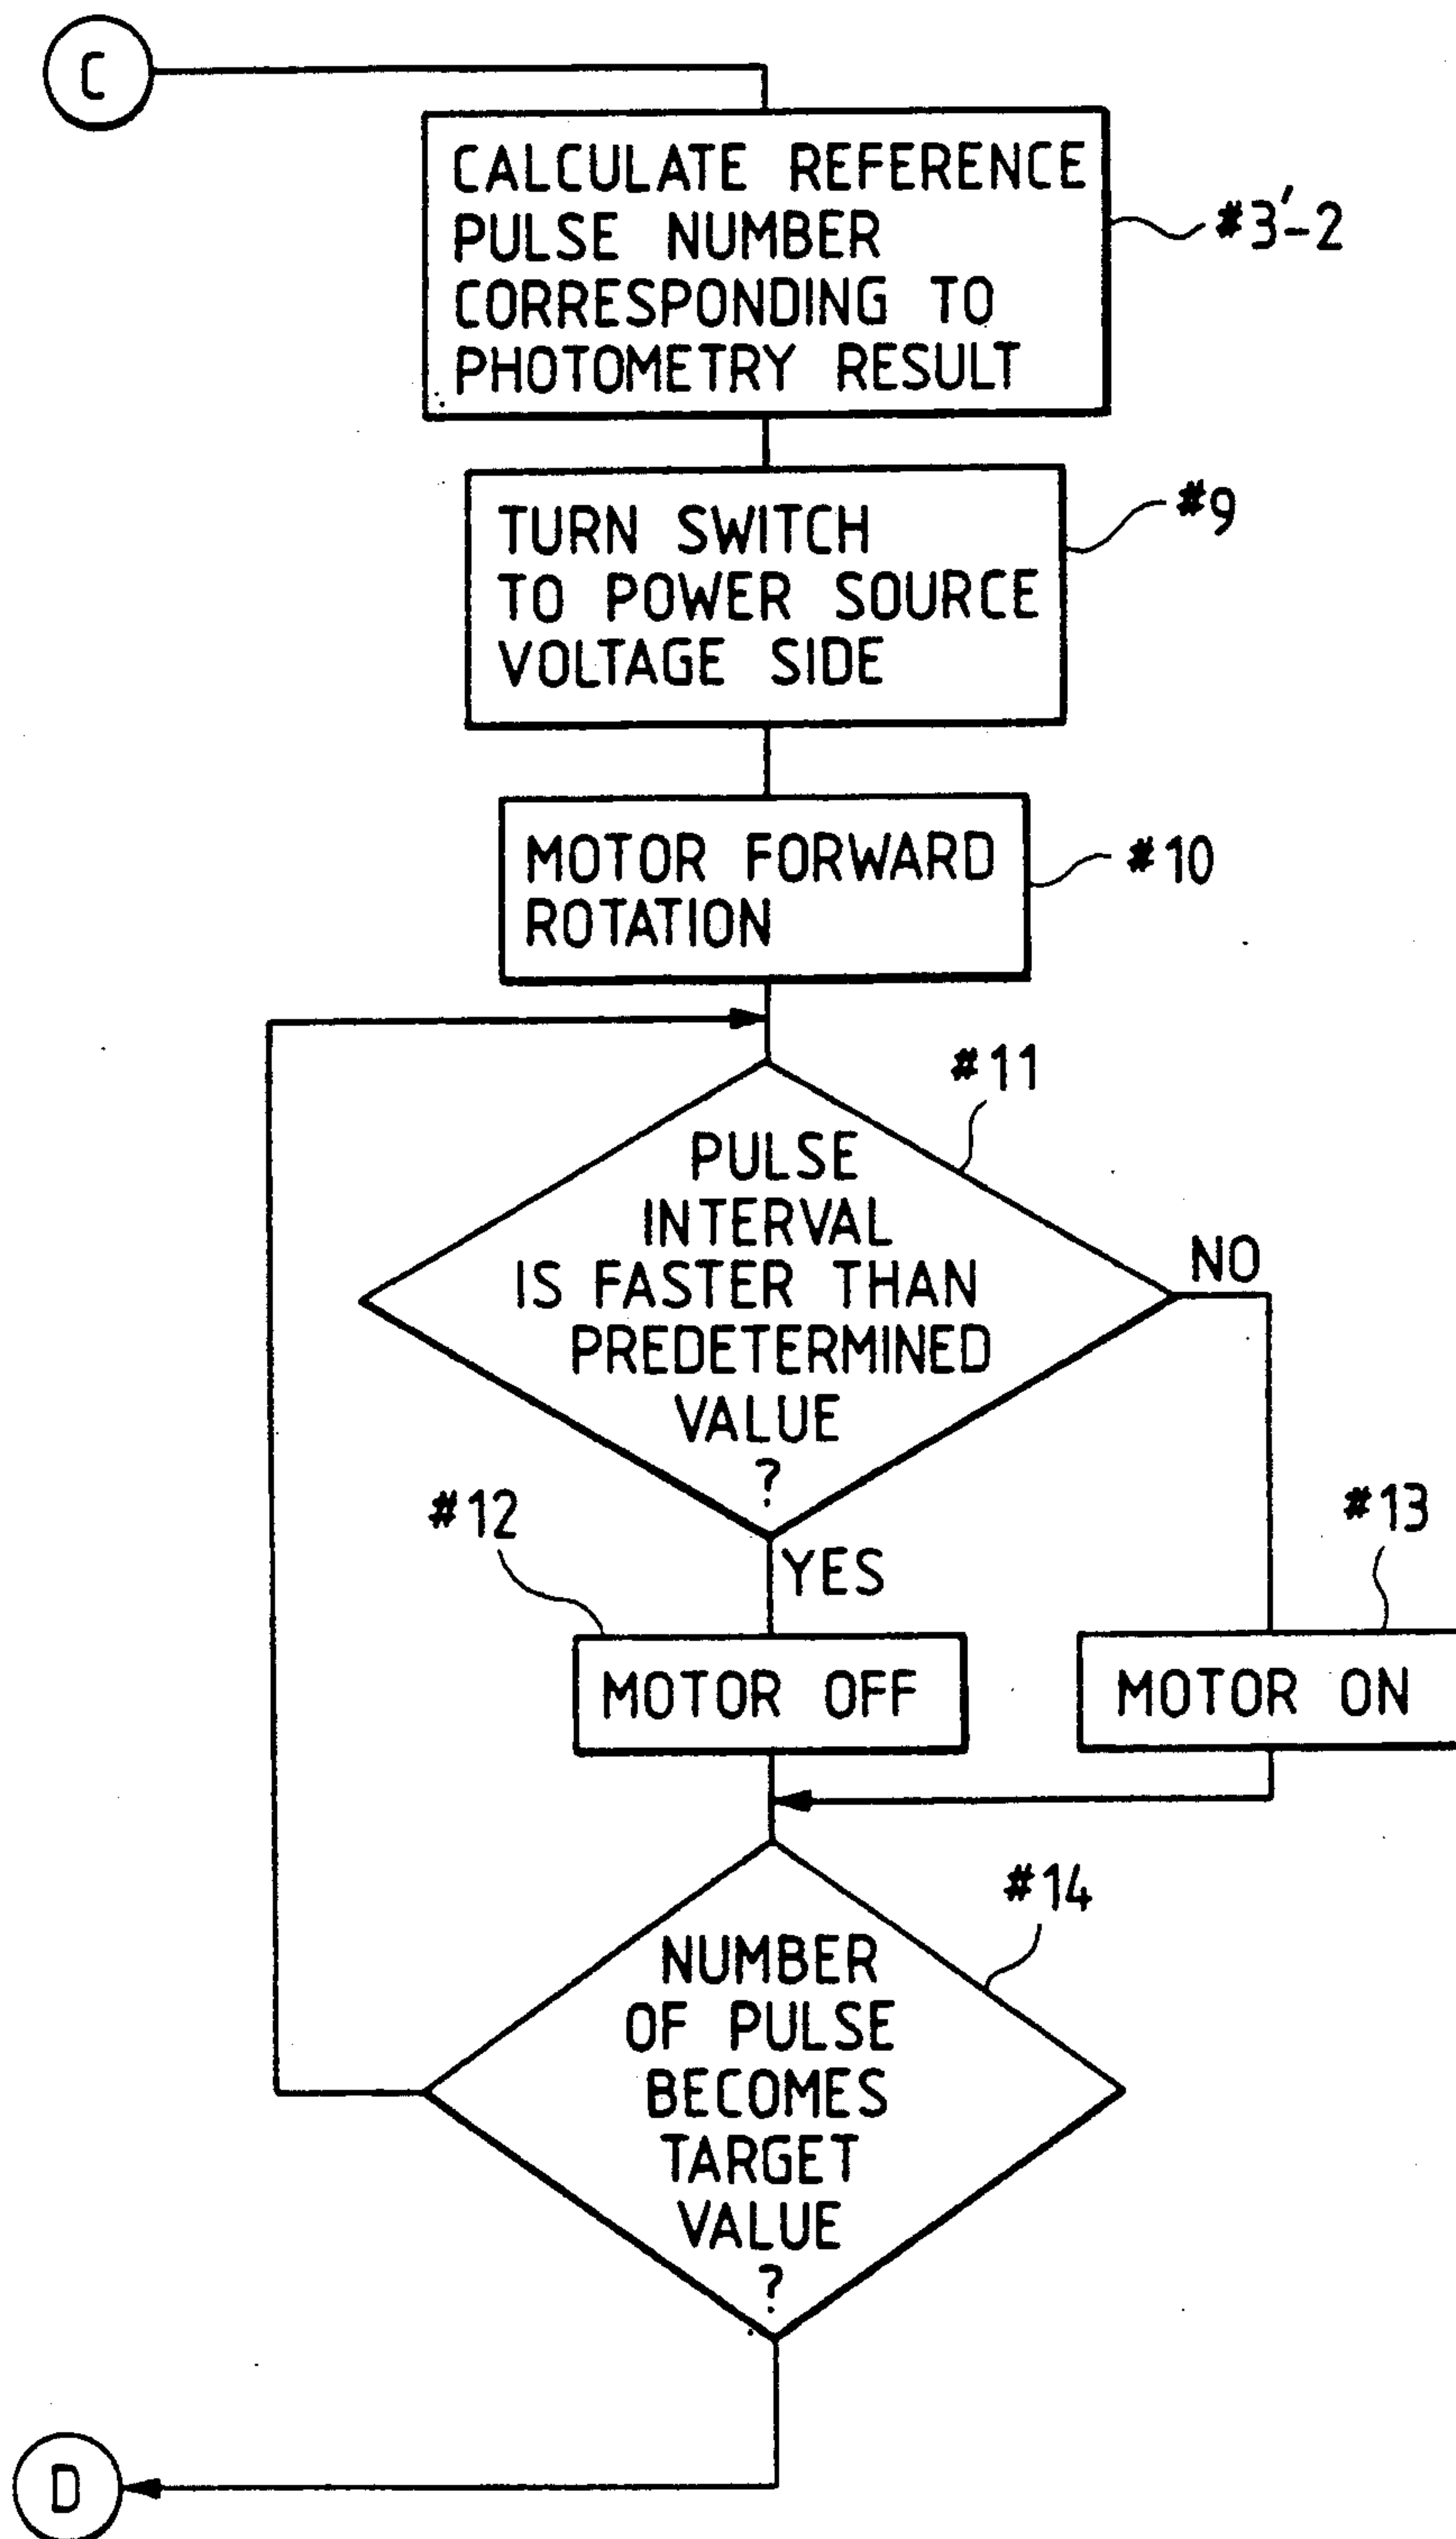 C
CALCULATE REFERENCE
PULSE NUMBER
CORRESPONDING TO
PHOTOMETRY RESULT
#3'-2
TURN SWITCH
TO POWER SOURCE
VOLTAGE SIDE
#9
MOTOR FORWARD
ROTATION
#10
#11
PULSE
INTERVAL
IS FASTER THAN
PREDETERMINED
VALUE
?
NO
YES
#12
#13
MOTOR OFF
MOTOR ON
#14
NUMBER
OF PULSE
BECOMES
TARGET
VALUE
?
D